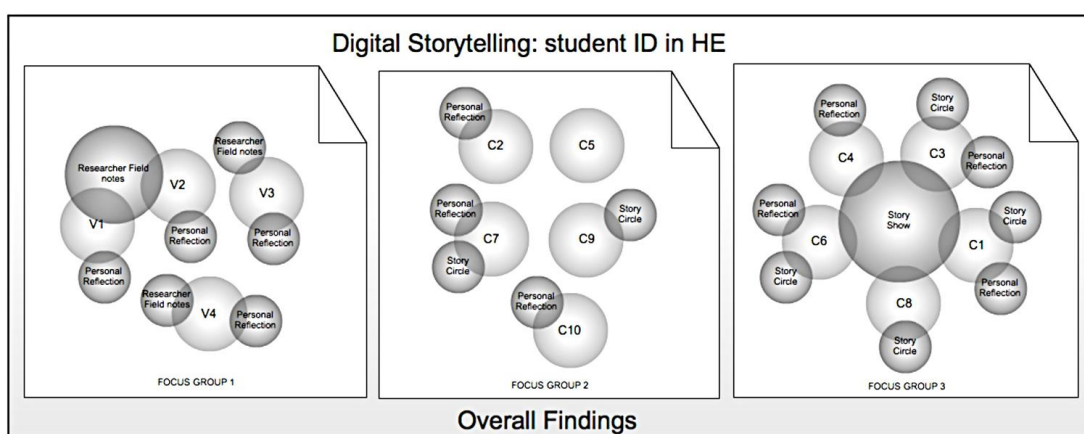 Digital Storytelling: student ID in HE
Researcher Field
notes
V2
V1
Personal
Reflection
Personal
Reflection
Researcher
Field notes
V3
Personal
Reflection
Researcher
Field notes
V4
Personal
Reflection
FOCUS GROUP 1
Personal
Reflection
C2
C5
Personal
Reflection
C7
Story
Circle
C9
Story
Circle
Personal
Reflection
C10
FOCUS GROUP 2
Personal
Reflection
C4
Story
Circle
C3
Personal
Reflection
Personal
Reflection
C6
Story
Circle
Story
Show
Story
Circle
C1
Personal
Reflection
C8
Story
Circle
FOCUS GROUP 3
Overall Findings